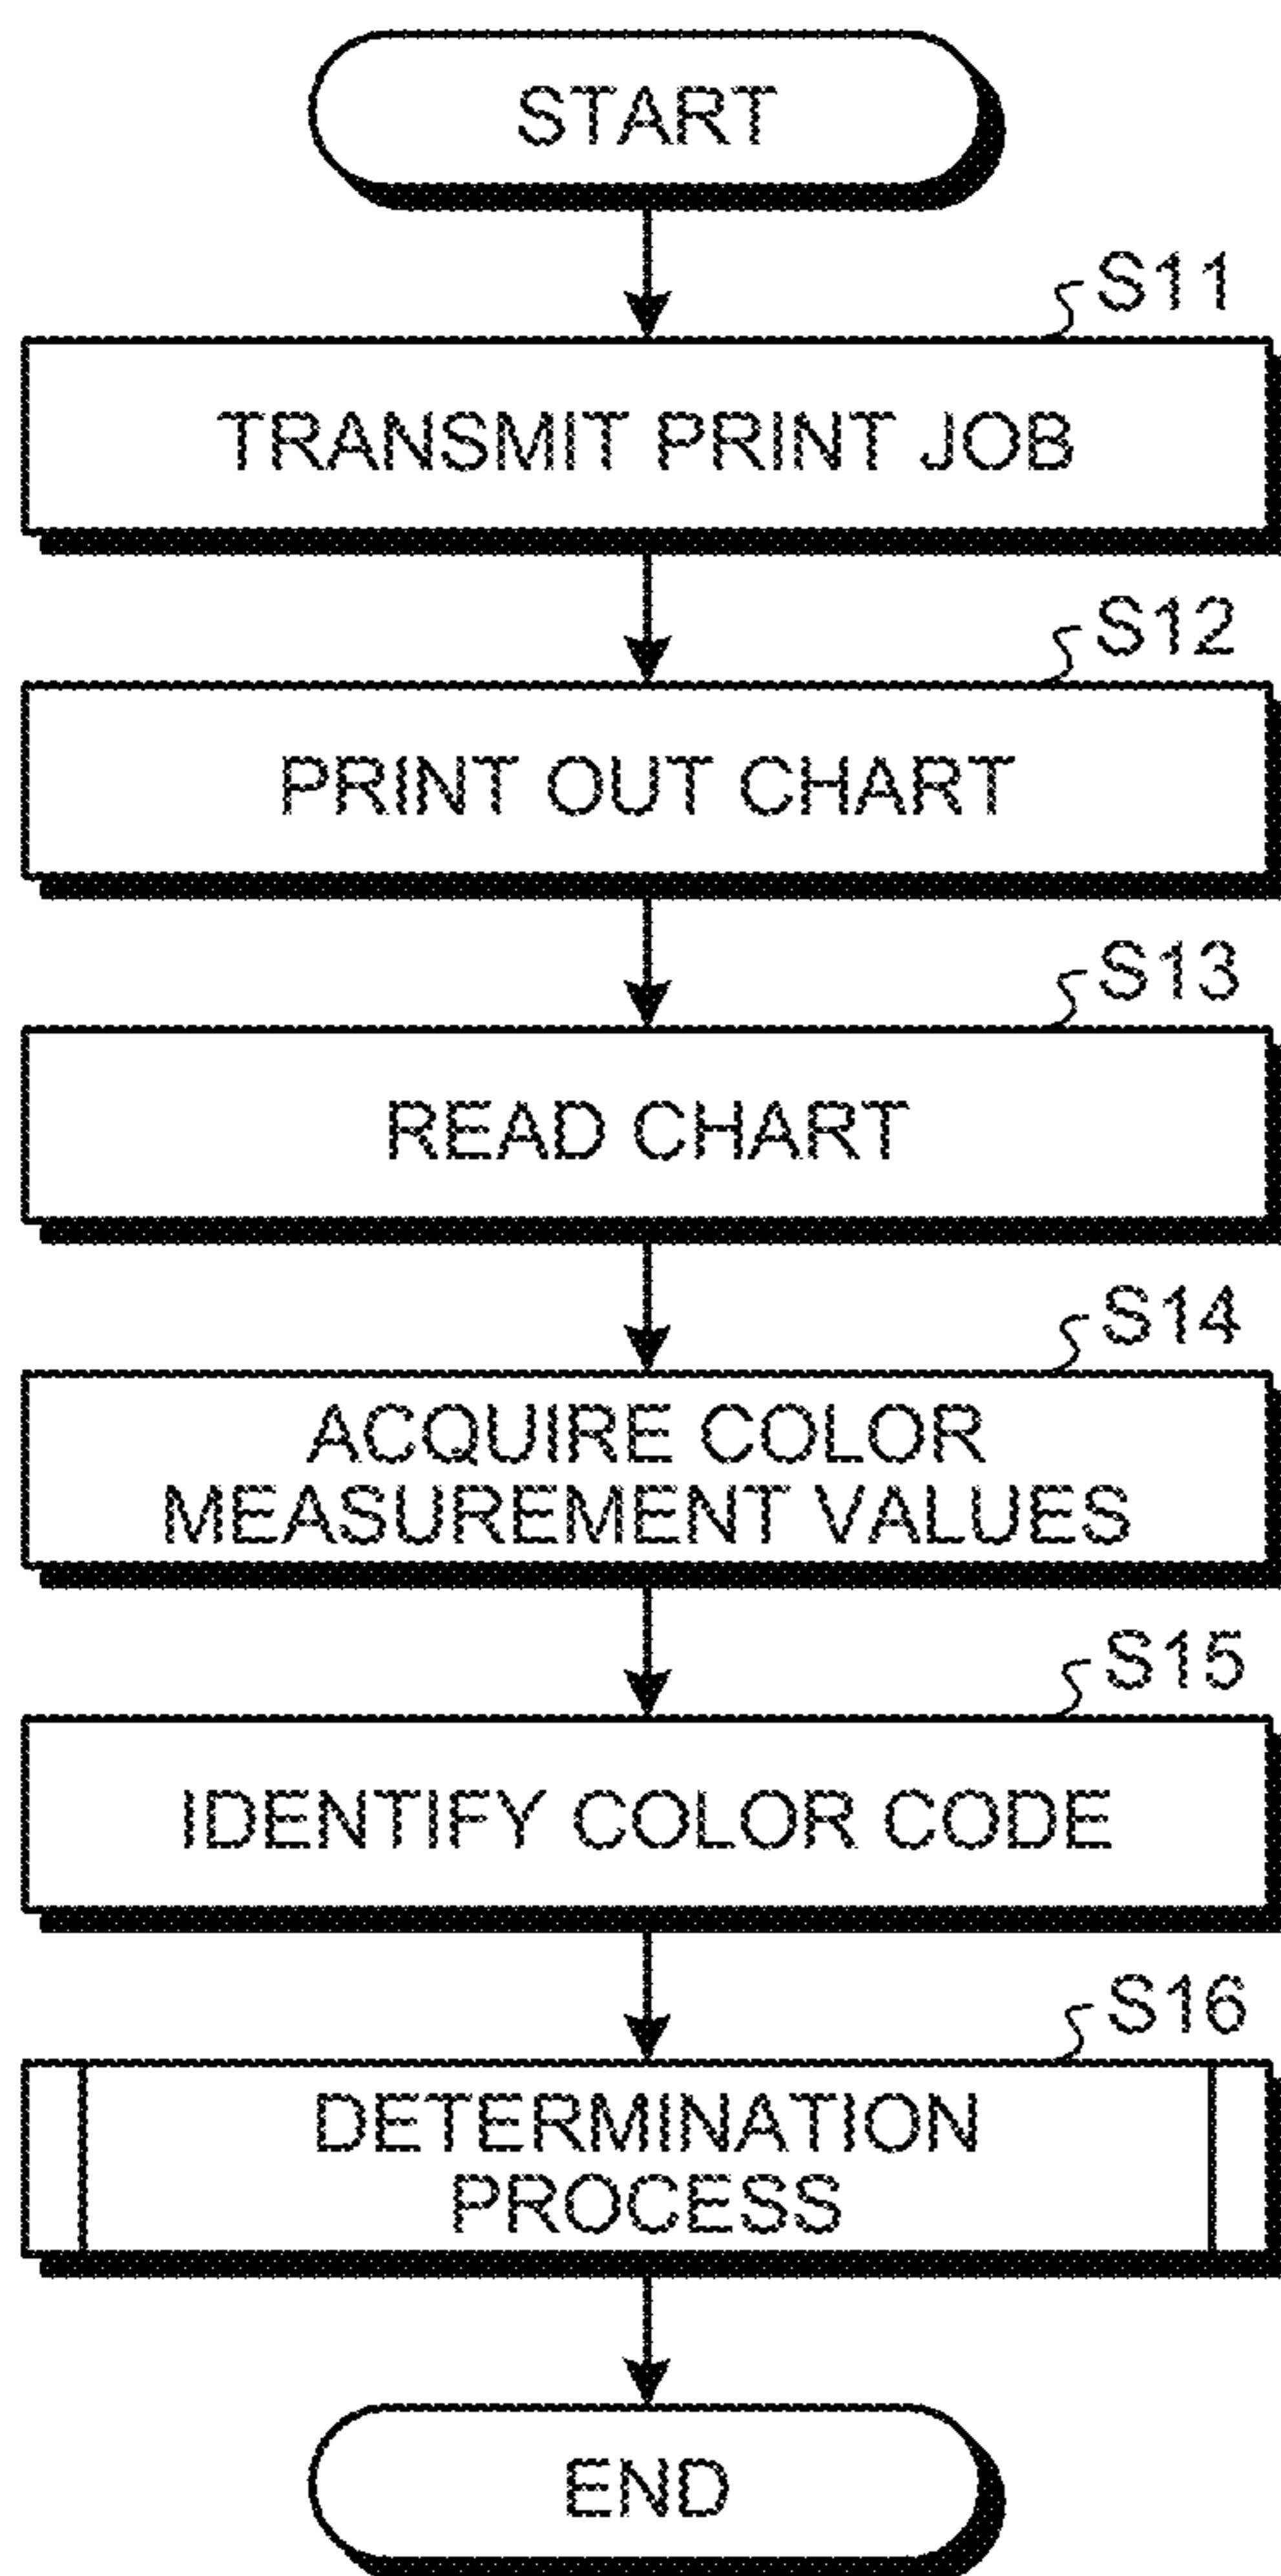 START
S11
TRANSMIT PRINT JOB
S12
PRINT OUT CHART
S13
READ CHART
S14
ACQUIRE COLOR
MEASUREMENT VALUES
S15
IDENTIFY COLOR CODE
S16
DETERMINATION
PROCESS
END